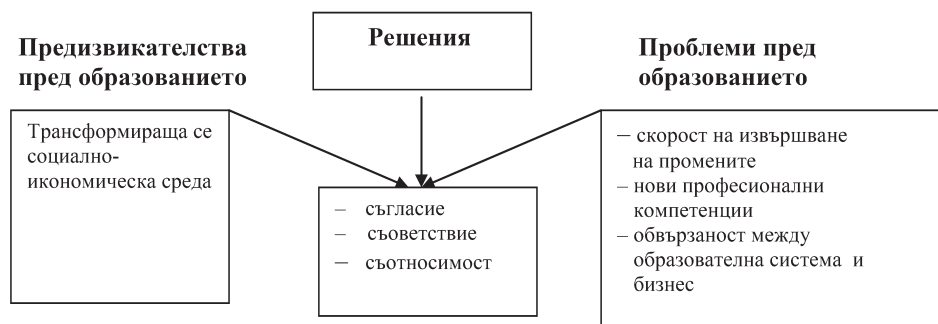 Предизвикателства
пред образованието
Трансформираща се
социално-
икономическа среда
Решения
– съгласие
– съоветствие
– съотносимост
Проблеми пред
образованието
– скорост на извършване
на промените
– нови професионални
компетенции
– обвързаност между
образователна система и
бизнес